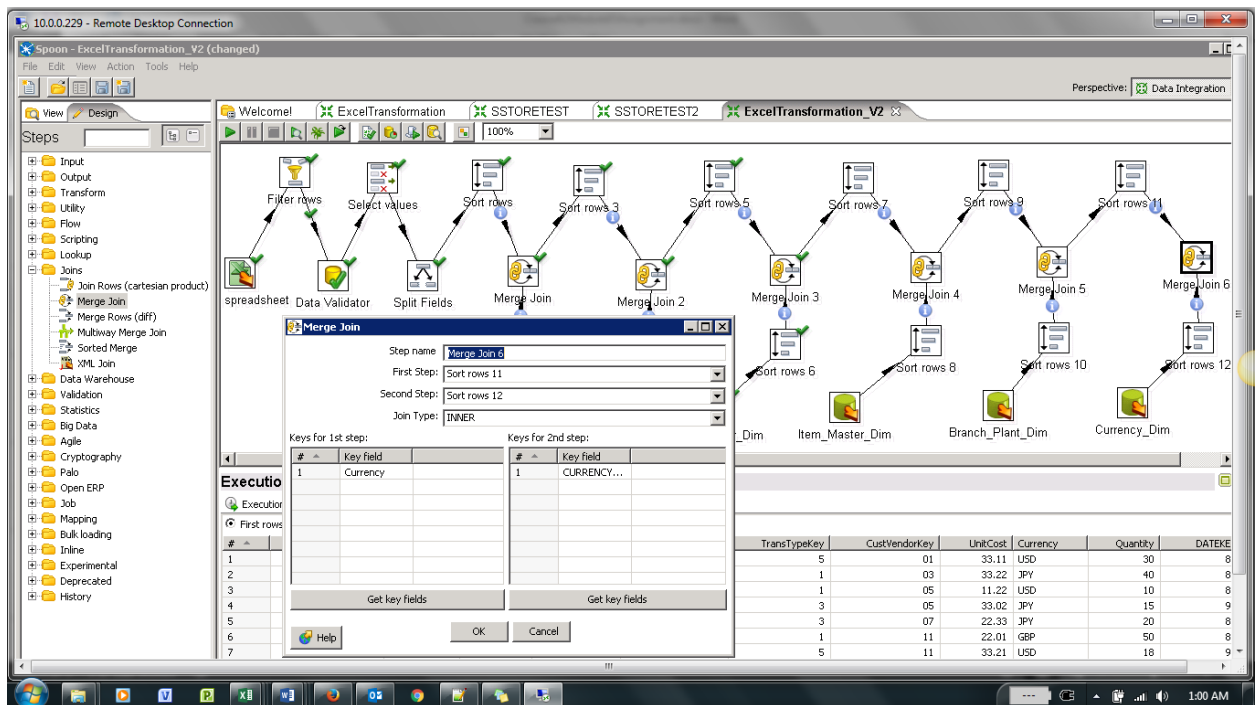 10.0.0.229 - Remote Desktop Connection
Spoon - ExcelTransformation_V2 (changed)
File Edit View Action Tools Help
Perspective: Data Integration
View Design
Welcome! ExcelTransformation SSTORETEST SSTORETEST2 ExcelTransformation_V2
Steps
100%
Input
Output
Transform
Utility
Flow
Scripting
Lookup
Joins
Join Rows (cartesian product)
Merge Join
Merge Rows (diff)
Multiway Merge Join
Sorted Merge
XML Join
Data Warehouse
Validation
Statistics
Big Data
Agile
Cryptography
Palo
Open ERP
Job
Mapping
Bulk loading
Inline
Experimental
Deprecated
History
Filter rows Select values Sort rows Sort rows 3 Sort rows 5 Sort rows 7 Sort rows 9 Sort rows 11
spreadsheet Data Validator Split Fields Merge Join Merge Join 2 Merge Join 3 Merge Join 4 Merge Join 5 Merge Join 6
Sort rows 6 Sort rows 8 Sort rows 10 Sort rows 12
_Dim Item_Master_Dim Branch_Plant_Dim Currency_Dim
Merge Join
Step name Merge Join 6
First Step: Sort rows 11
Second Step: Sort rows 12
Join Type: INNER
Keys for 1st step: Keys for 2nd step:
# Key field # Key field
1 Currency 1 CURRENCY...
Get key fields Get key fields
Help OK Cancel
Executio
Execution
First rows
# TransTypeKey CustVendorKey UnitCost Currency Quantity DATEKE
1 5 01 33.11 USD 30 8
2 1 03 33.22 JPY 40 8
3 1 05 11.22 USD 10 8
4 3 05 33.02 JPY 15 9
5 3 07 22.33 JPY 20 8
6 1 11 22.01 GBP 50 8
7 5 11 33.21 USD 18 9
1:00 AM